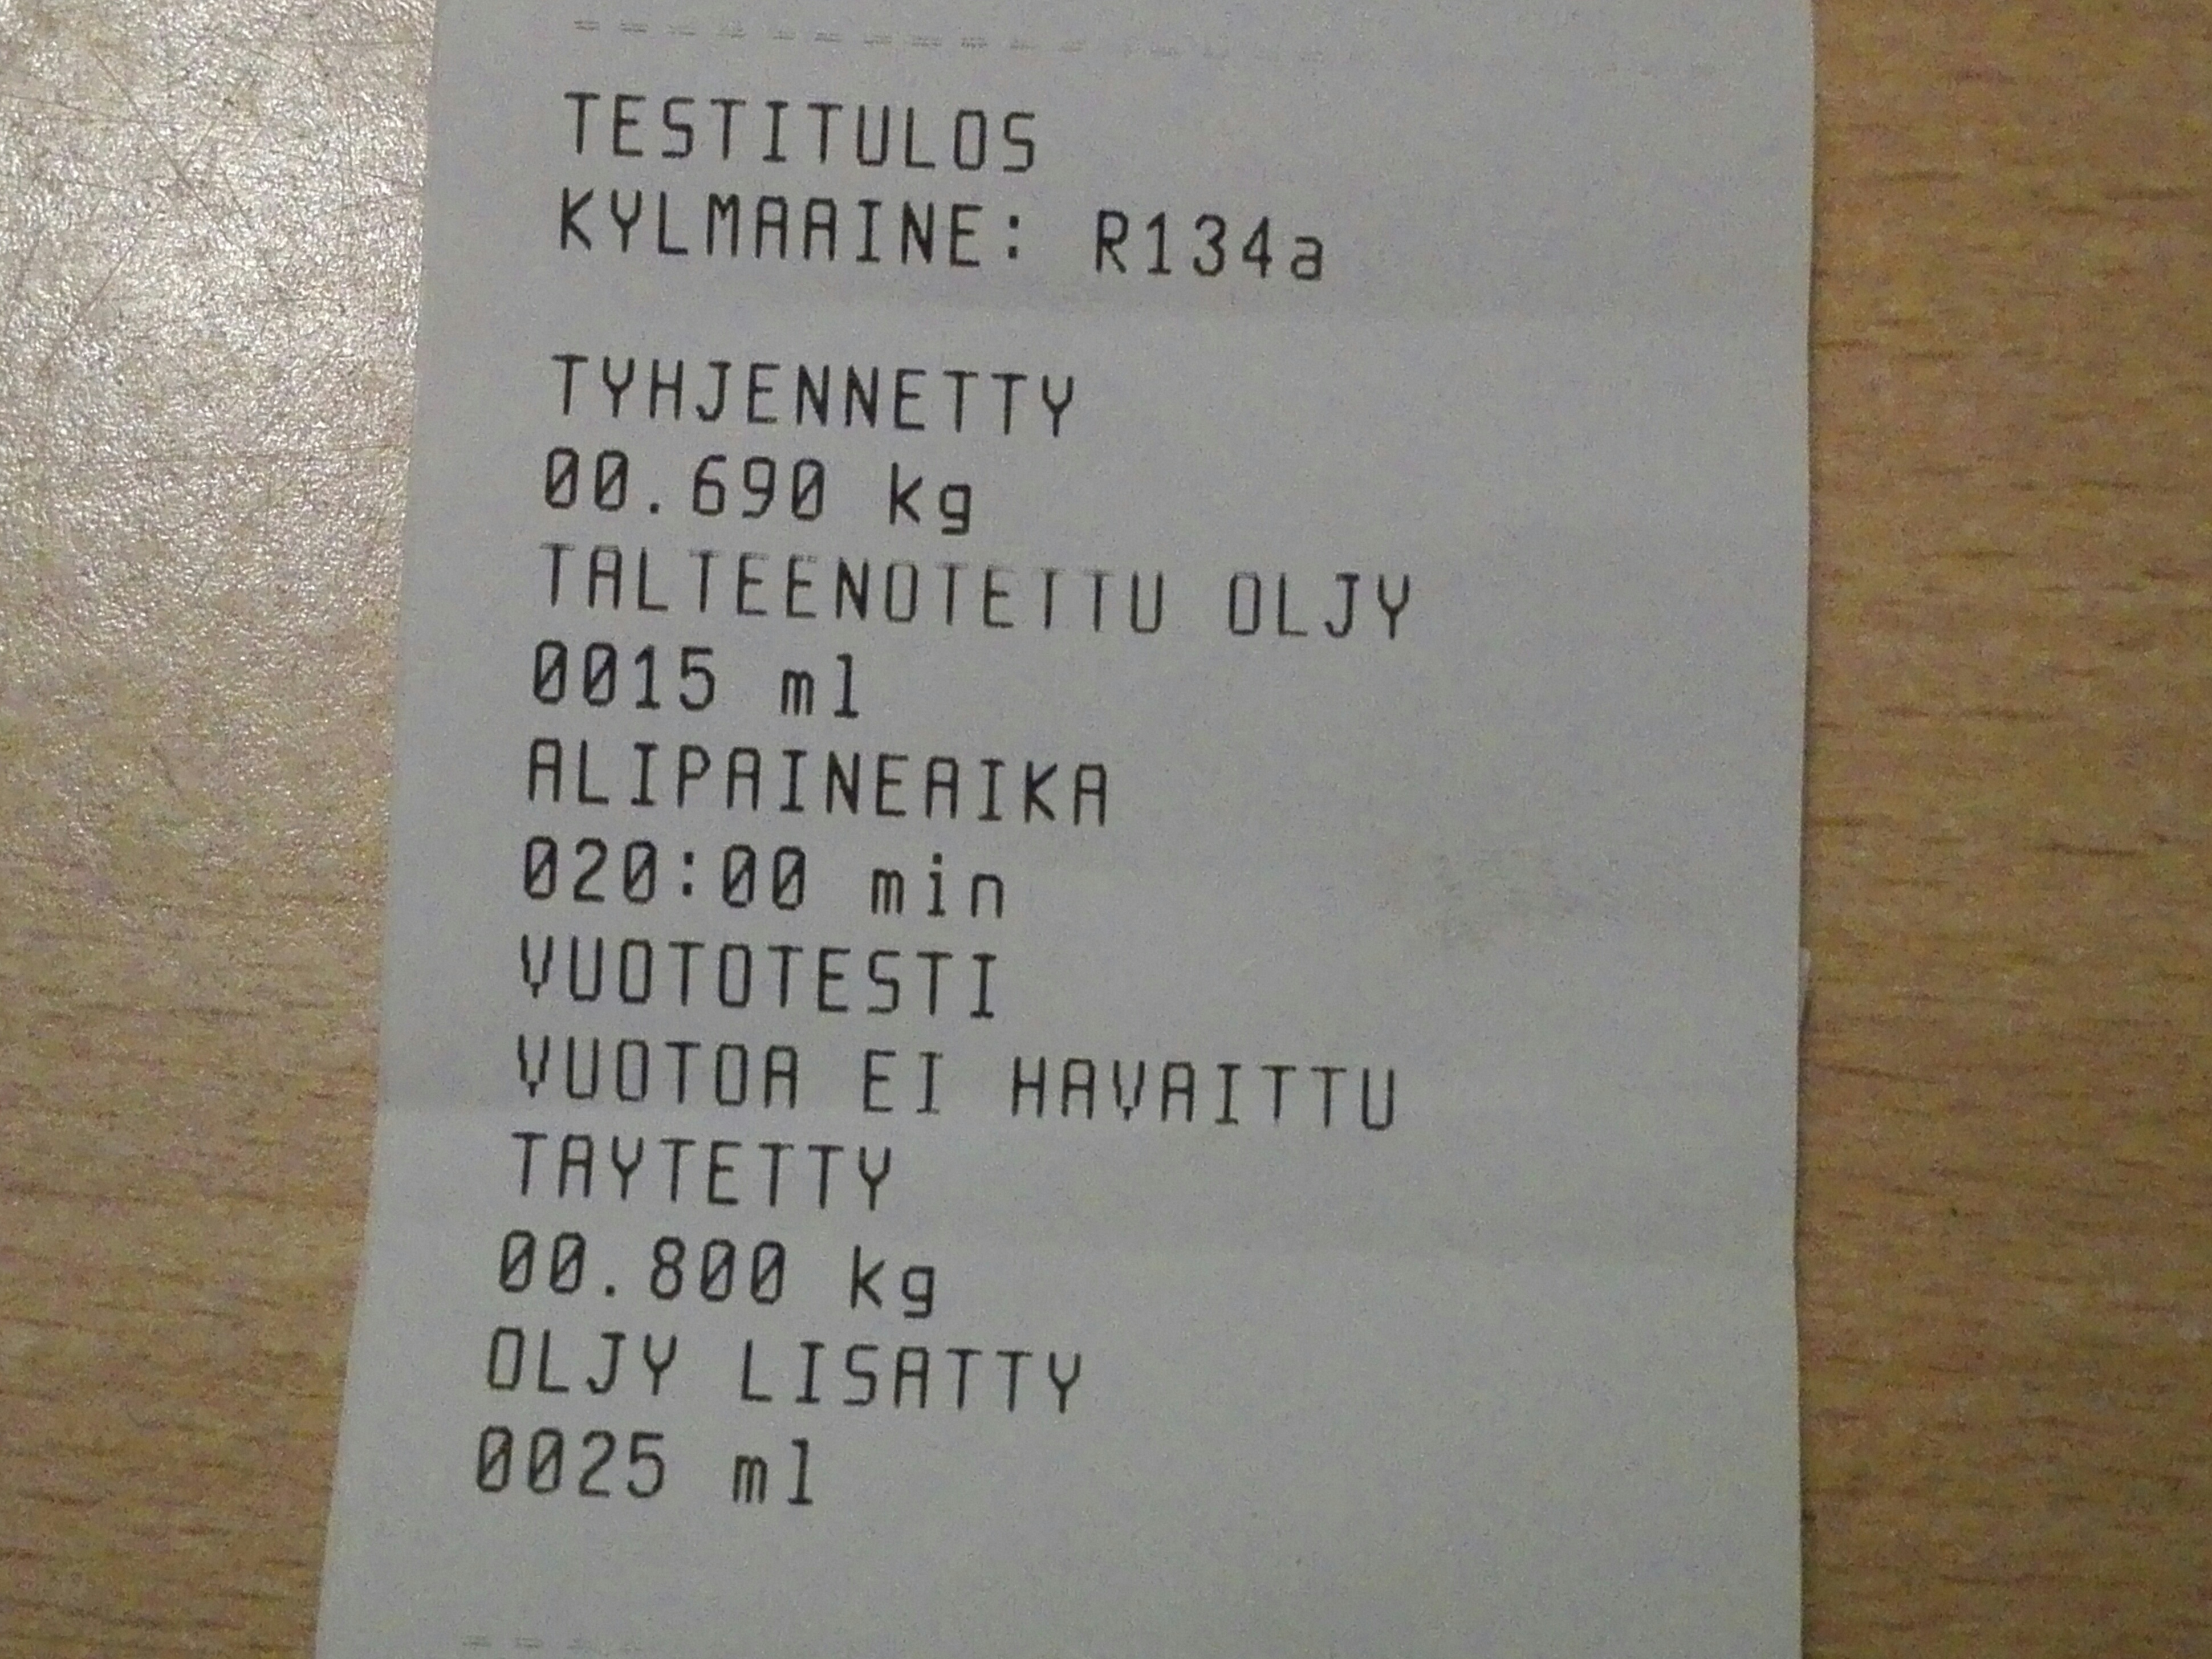 TESTITULOS
KYLMAAINE: R134a
TYHJENNETTY
00.690 kg
TALTEENOTETTU OLJY
0015 ml
ALIPAINEAIKA
020:00 min
VUOTOTESTI
VUOTOA EI HAVAITTU
TAYTETTY
00.800 kg
OLJY LISATTY
0025 ml